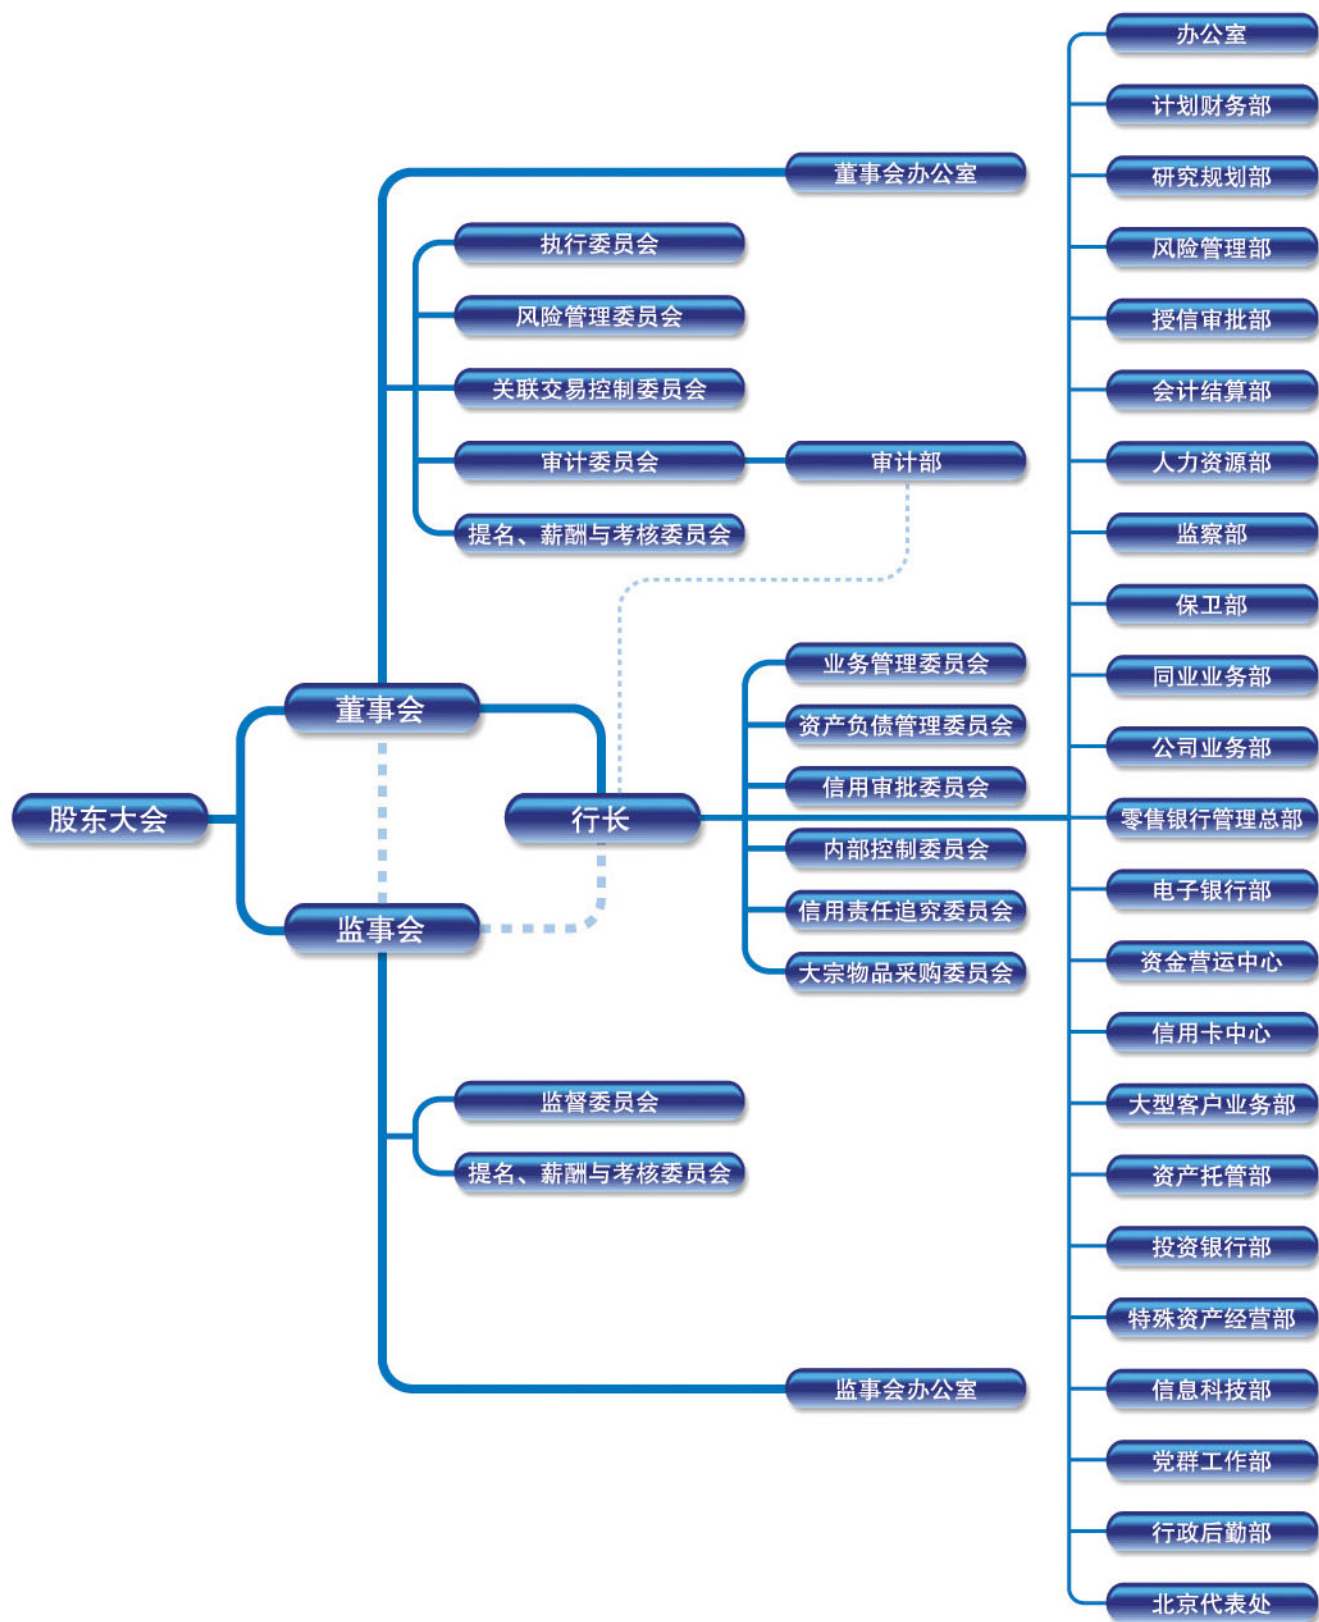 股东大会
董事会
监事会
行长
董事会办公室
执行委员会
风险管理委员会
关联交易控制委员会
审计委员会
审计部
提名、薪酬与考核委员会
业务管理委员会
资产负债管理委员会
信用审批委员会
内部控制委员会
信用责任追究委员会
大宗物品采购委员会
监督委员会
提名、薪酬与考核委员会
监事会办公室
办公室
计划财务部
研究规划部
风险管理部
授信审批部
会计结算部
人力资源部
监察部
保卫部
同业业务部
公司业务部
零售银行管理总部
电子银行部
资金营运中心
信用卡中心
大型客户业务部
资产托管部
投资银行部
特殊资产经营部
信息科技部
党群工作部
行政后勤部
北京代表处